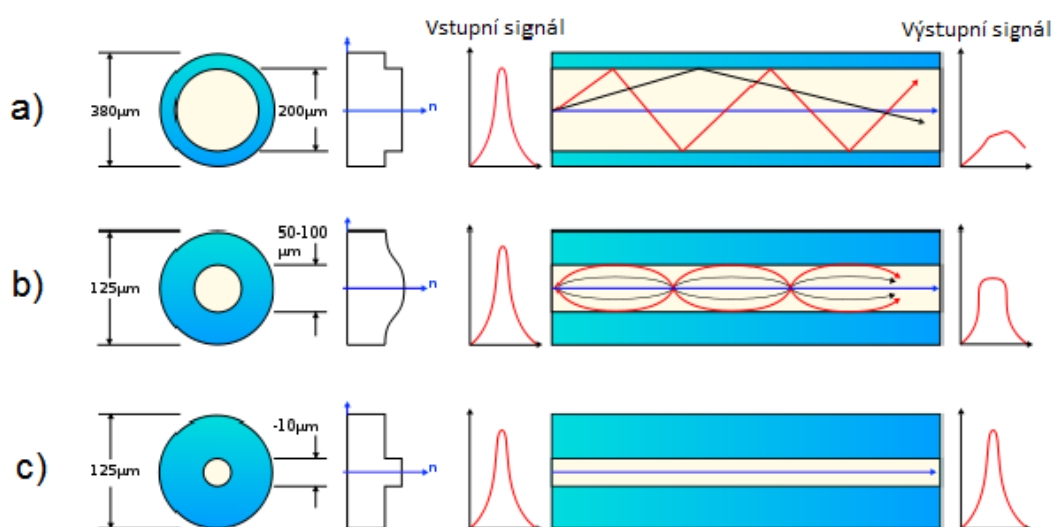 Vstupní signál
Výstupní signál
a)
380µm
200µm
n
b)
125µm
50-100
µm
n
c)
125µm
-10µm
n